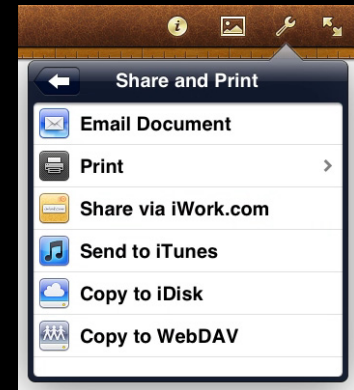 Share and Print
Email Document
Print
Share via iWork.com
Send to iTunes
Copy to iDisk
Copy to WebDAV